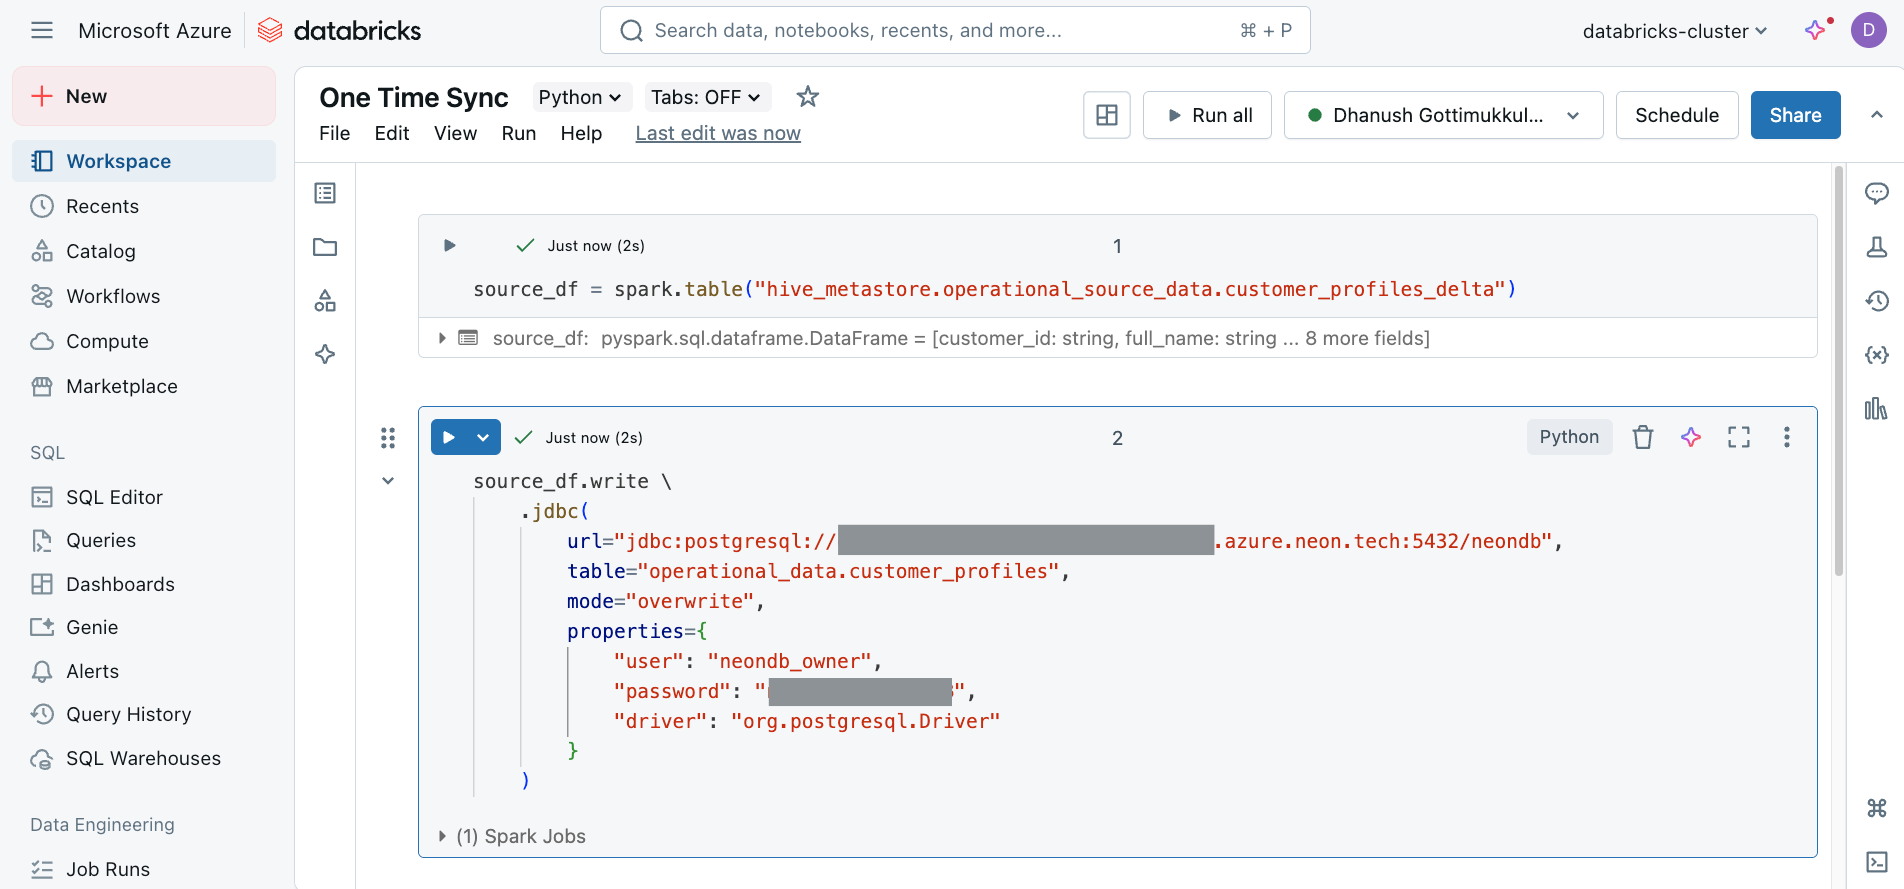 Microsoft Azure databricks Search data, notebooks, recents, and more... ⌘ + P databricks-cluster D
New
Workspace
Recents
Catalog
Workflows
Compute
Marketplace
SQL
SQL Editor
Queries
Dashboards
Genie
Alerts
Query History
SQL Warehouses
Data Engineering
Job Runs
One Time Sync Python Tabs: OFF
File Edit View Run Help Last edit was now
Run all Dhanush Gottimukkul... Schedule Share
Just now (2s) 1
source_df = spark.table("hive_metastore.operational_source_data.customer_profiles_delta")
source_df: pyspark.sql.dataframe.DataFrame = [customer_id: string, full_name: string ... 8 more fields]
Just now (2s) 2 Python
source_df.write \
.jdbc(
url="jdbc:postgresql:// .azure.neon.tech:5432/neondb",
table="operational_data.customer_profiles",
mode="overwrite",
properties={
"user": "neondb_owner",
"password": " ",
"driver": "org.postgresql.Driver"
}
)
(1) Spark Jobs